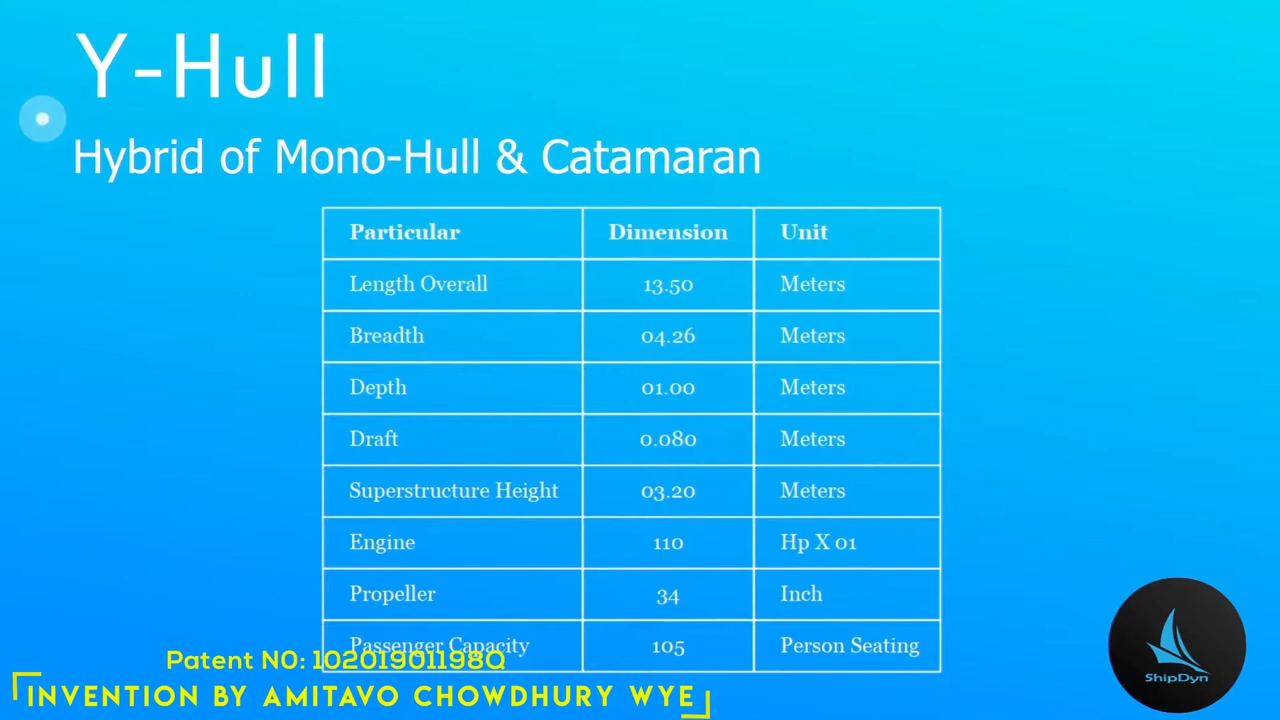 Y-Hull
Hybrid of Mono-Hull & Catamaran
Particular Dimension Unit
Length Overall 13.50 Meters
Breadth 04.26 Meters
Depth 01.00 Meters
Draft 0.080 Meters
Superstructure Height 03.20 Meters
Engine 110 Hp X 01
Propeller 34 Inch
Passenger Capacity 105 Person Seating
Patent NO: 10201901198Q
INVENTION BY AMITAVO CHOWDHURY WYE
ShipDyn